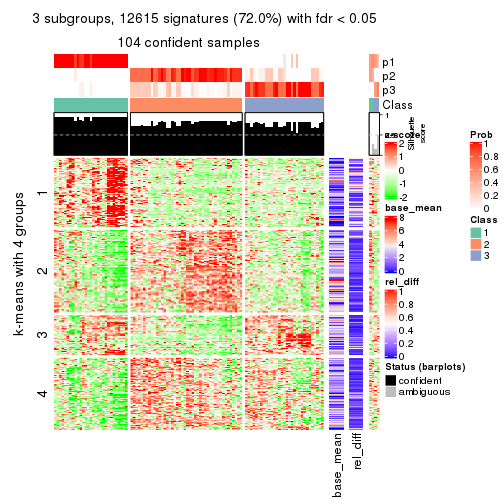 3 subgroups, 12615 signatures (72.0%) with fdr < 0.05
104 confident samples
p1
p2
p3
Class
1
Silhouette
score
k-means with 4 groups
1
2
3
4
base_mean
rel_diff
z-score
2
1
0
-1
-2
base_mean
8
6
4
2
0
rel_diff
1
0.8
0.6
0.4
0.2
0
Status (barplots)
confident
ambiguous
Prob
1
0.8
0.6
0.4
0.2
0
Class
1
2
3